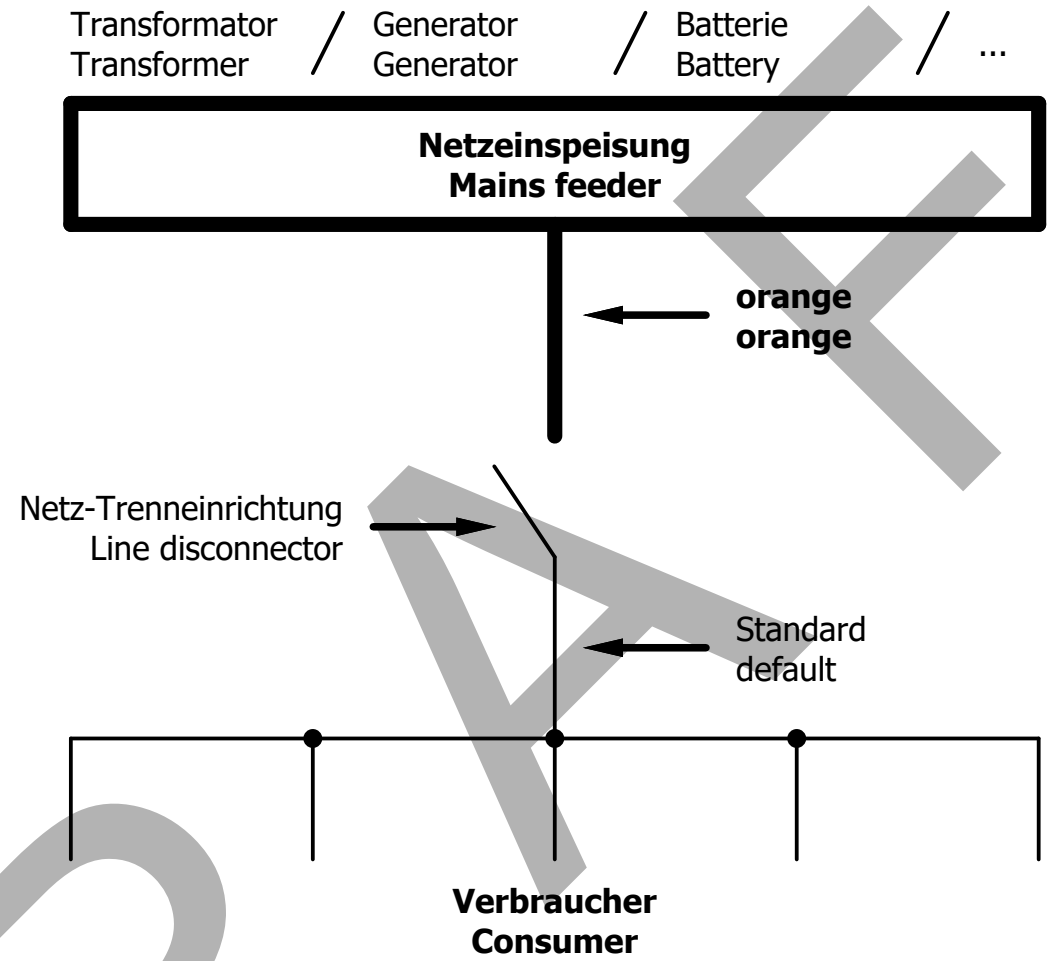 Transformator / Generator / Batterie / ...
Transformer Generator Battery
Netzeinspeisung
Mains feeder
orange
orange
Netz-Trenneinrichtung
Line disconnector
Standard
default
Verbraucher
Consumer